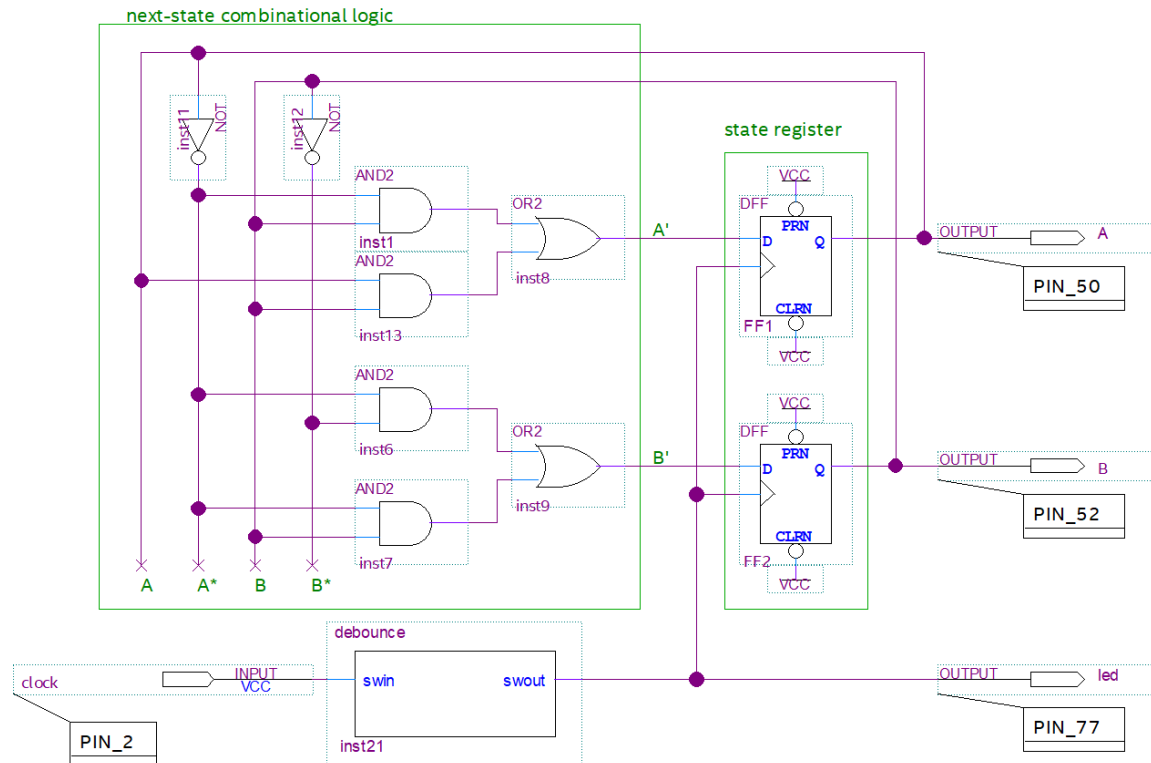 next-state combinational logic
inst11
NOT
inst12
NOT
state register
AND2
inst1
OR2
inst8
A'
VCC
DFF
PRN
D
Q
CLRN
FF1
VCC
OUTPUT
A
PIN_50
AND2
inst13
AND2
inst6
OR2
inst9
B'
VCC
DFF
PRN
D
Q
CLRN
FF2
VCC
OUTPUT
B
PIN_52
AND2
inst7
A
A*
B
B*
debounce
clock
INPUT
VCC
swin
swout
inst21
OUTPUT
led
PIN_2
PIN_77